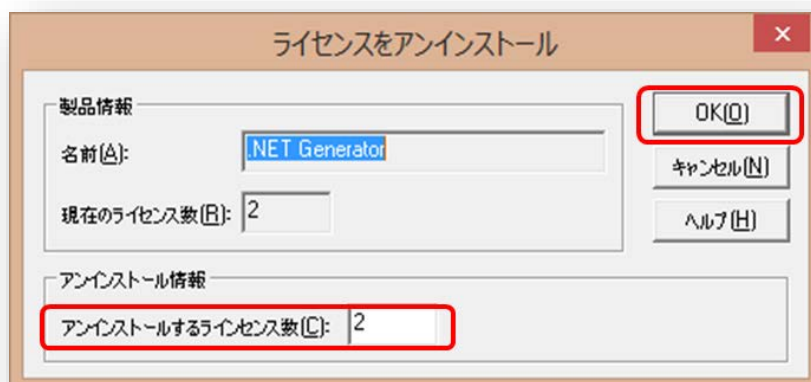 ライセンスをアンインストール
製品情報
名前(A): .NET Generator
現在のライセンス数(R): 2
OK(O)
キャンセル(N)
ヘルプ(H)
アンインストール情報
アンインストールするラインセンス数(C): 2